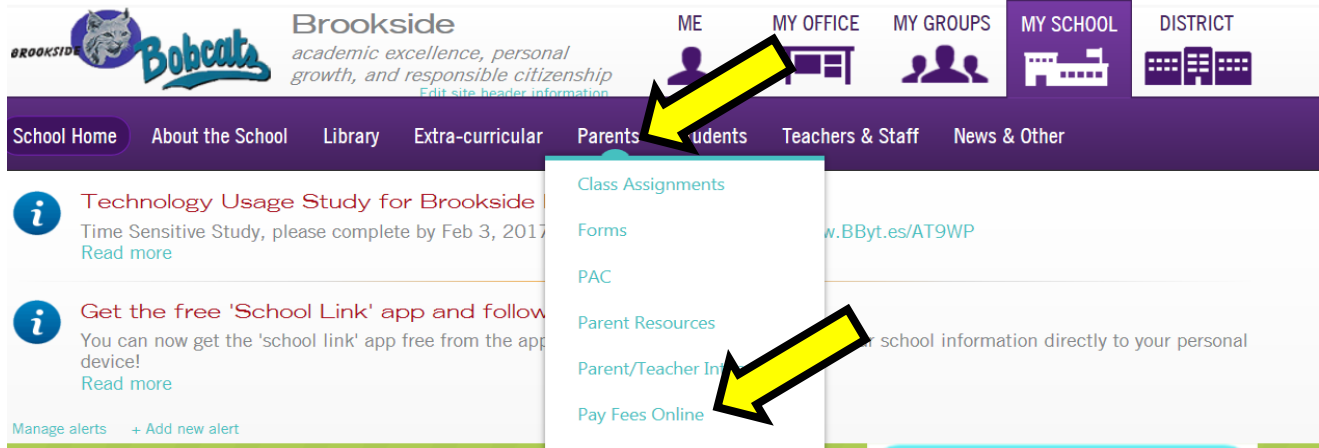 BROOKSIDE
Bobcats
Brookside
academic excellence, personal
growth, and responsible citizenship
Edit site header information
ME MY OFFICE MY GROUPS MY SCHOOL DISTRICT
School Home About the School Library Extra-curricular Parents Students Teachers & Staff News & Other
Class Assignments
Forms
PAC
Parent Resources
Parent/Teacher
Pay Fees Online
Technology Usage Study for Brookside
Time Sensitive Study, please complete by Feb 3, 2017 w.BByt.es/AT9WP
Read more
Get the free 'School Link' app and follow
You can now get the 'school link' app free from the app school information directly to your personal
device!
Read more
Manage alerts + Add new alert